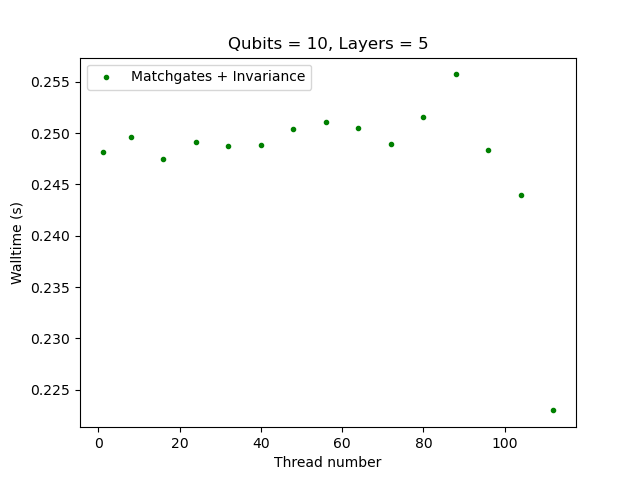 Qubits = 10, Layers = 5
Matchgates + Invariance
0.255
0.250
0.245
0.240
0.235
0.230
0.225
Walltime (s)
0 20 40 60 80 100
Thread number